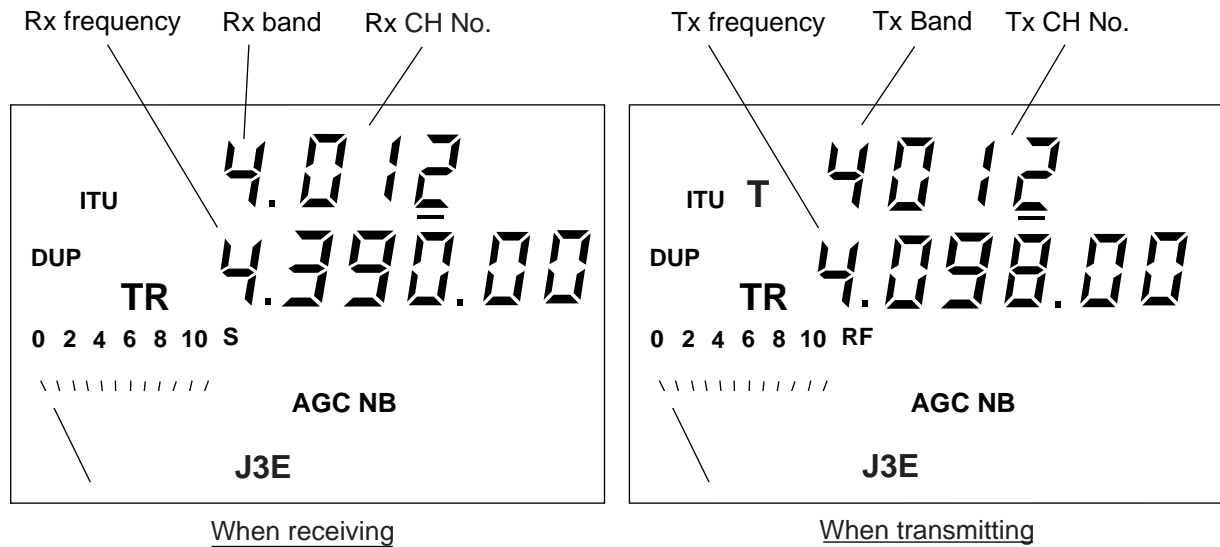 Rx frequency Rx band Rx CH No.
4.012
ITU
DUP
4.390.00
TR
0 2 4 6 8 10 S
AGC NB
J3E
When receiving
Tx frequency Tx Band Tx CH No.
4012
ITU T
DUP
4.098.00
TR
0 2 4 6 8 10 RF
AGC NB
J3E
When transmitting